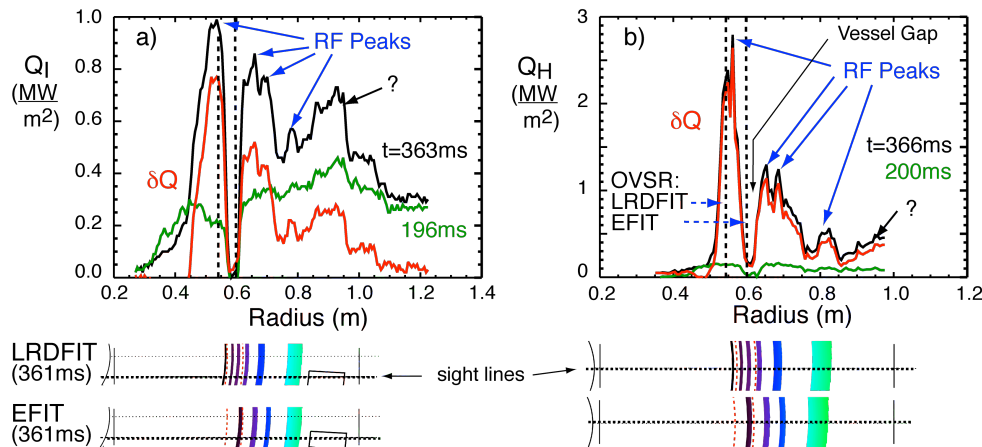 a)
Q_I
(MW
m²)
1.0
0.8
0.6
0.4
0.2
0.0
RF Peaks
?
t=363ms
δQ
196ms
0.2 0.4 0.6 0.8 1.0 1.2 1.4
Radius (m)
b)
Q_H
(MW
m²)
3
2
1
0
Vessel Gap
RF Peaks
δQ
t=366ms
200ms
OVSR:
LRDFIT
EFIT
?
0.2 0.4 0.6 0.8 1.0 1.2
Radius (m)
LRDFIT
(361ms)
sight lines
EFIT
(361ms)